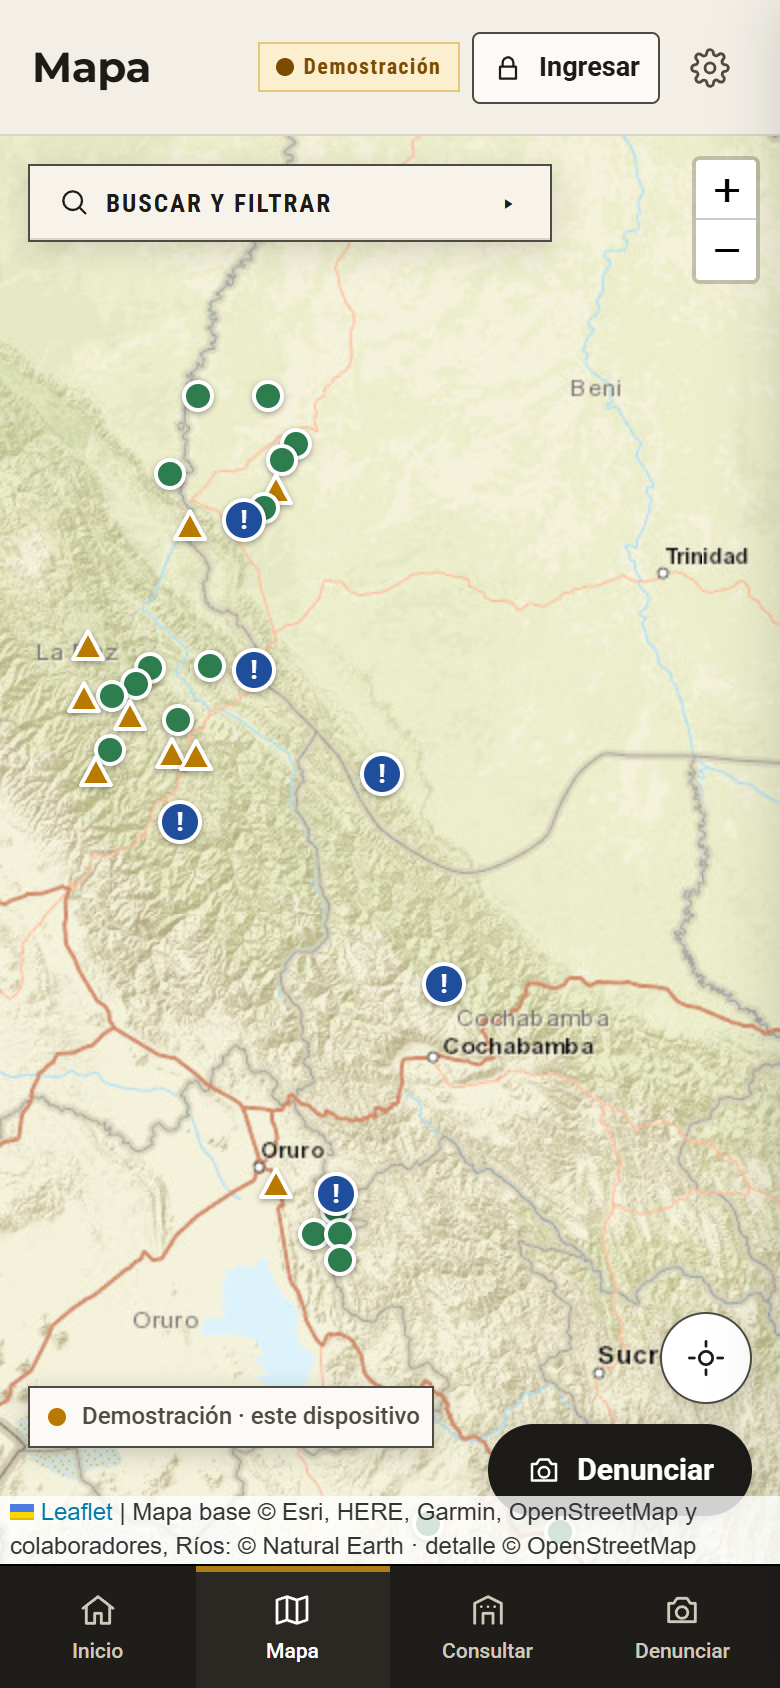 Mapa
Demostración
Ingresar
BUSCAR Y FILTRAR
+
−
Beni
!
Trinidad
La Paz
!
!
!
!
Cochabamba
Cochabamba
Oruro
!
Oruro
Sucr
Demostración · este dispositivo
Denunciar
Leaflet | Mapa base © Esri, HERE, Garmin, OpenStreetMap y
colaboradores, Ríos: © Natural Earth · detalle © OpenStreetMap
Inicio
Mapa
Consultar
Denunciar